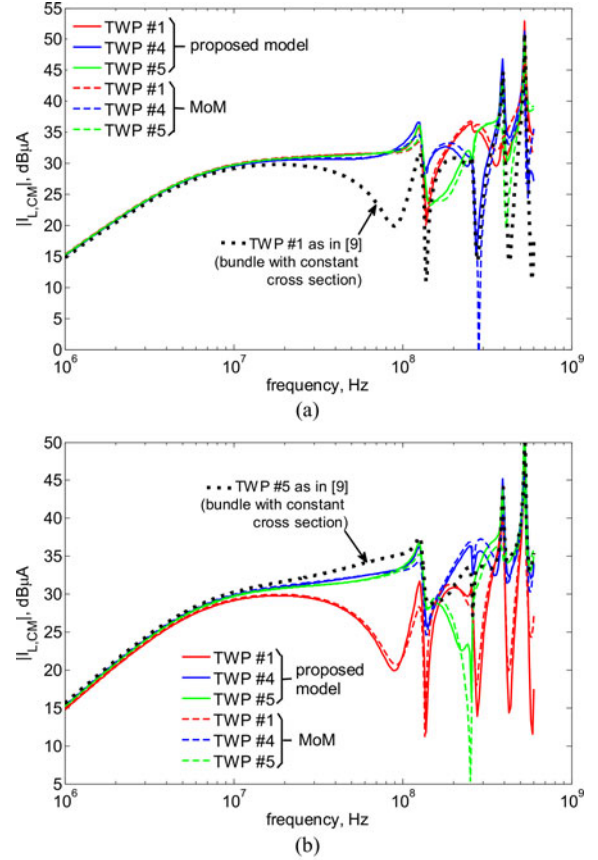 55
50
45
40
35
30
25
20
15
10
5
0
|I_L,CM|, dBµA
TWP #1
TWP #4
TWP #5
proposed model
TWP #1
TWP #4
TWP #5
MoM
TWP #1 as in [9]
(bundle with constant
cross section)
10^6
10^7
10^8
10^9
frequency, Hz
(a)
50
45
40
35
30
25
20
15
10
5
|I_L,CM|, dBµA
TWP #5 as in [9]
(bundle with constant
cross section)
TWP #1
TWP #4
TWP #5
proposed
model
TWP #1
TWP #4
TWP #5
MoM
10^6
10^7
10^8
10^9
frequency, Hz
(b)